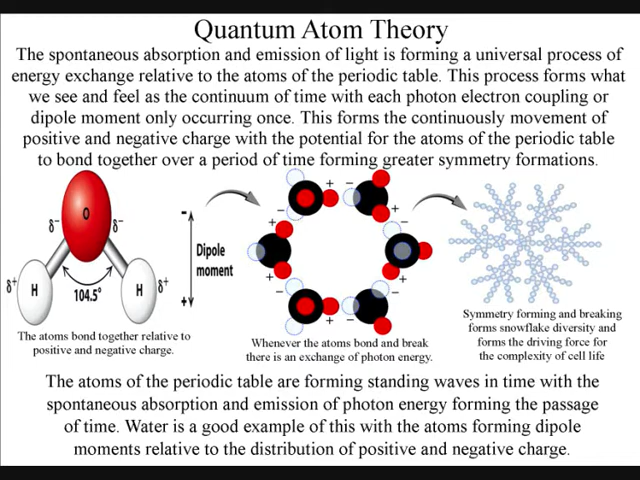 Quantum Atom Theory
The spontaneous absorption and emission of light is forming a universal process of
energy exchange relative to the atoms of the periodic table. This process forms what
we see and feel as the continuum of time with each photon electron coupling or
dipole moment only occurring once. This forms the continuously movement of
positive and negative charge with the potential for the atoms of the periodic table
to bond together over a period of time forming greater symmetry formations.
O
δ− δ−
δ+ H H δ+
104.5°
−
Dipole
moment
+
+ −
− +
+ −
− +
+ −
− +
The atoms bond together relative to
positive and negative charge.
Whenever the atoms bond and break
there is an exchange of photon energy.
Symmetry forming and breaking
forms snowflake diversity and
forms the driving force for
the complexity of cell life
The atoms of the periodic table are forming standing waves in time with the
spontaneous absorption and emission of photon energy forming the passage
of time. Water is a good example of this with the atoms forming dipole
moments relative to the distribution of positive and negative charge.